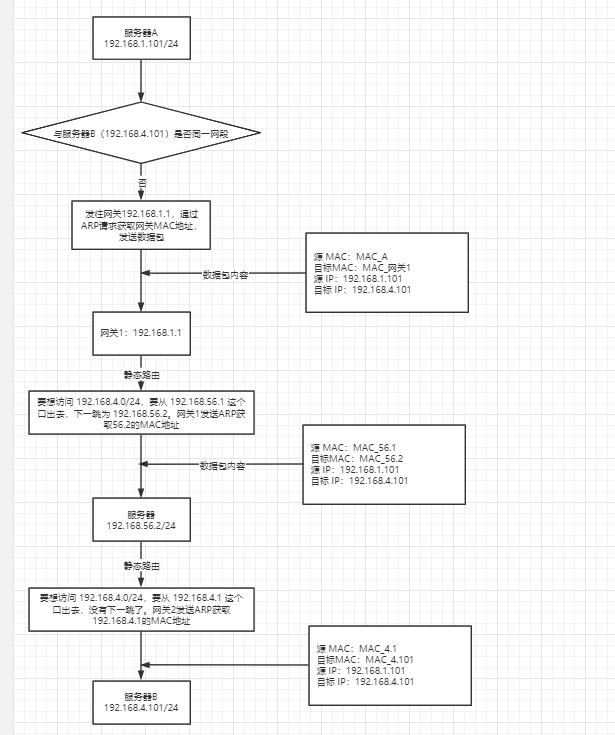 服务器A
192.168.1.101/24
与服务器B（192.168.4.101）是否同一网段
否
发往网关192.168.1.1，通过
ARP请求获取网关MAC地址，
发送数据包
源 MAC：MAC_A
目标MAC：MAC_网关1
源 IP：192.168.1.101
目标 IP：192.168.4.101
数据包内容
网关1：192.168.1.1
静态路由
要想访问 192.168.4.0/24，要从 192.168.56.1 这个
口出去，下一跳为 192.168.56.2。网关1发送ARP获
取56.2的MAC地址
源 MAC：MAC_56.1
目标MAC：MAC_56.2
源 IP：192.168.1.101
目标 IP：192.168.4.101
数据包内容
服务器
192.168.56.2/24
静态路由
要想访问 192.168.4.0/24，要从 192.168.4.1 这个
口出去，没有下一跳了。网关2发送ARP获取
192.168.4.1的MAC地址
源 MAC：MAC_4.1
目标MAC：MAC_4.101
源 IP：192.168.1.101
目标 IP：192.168.4.101
服务器B
192.168.4.101/24